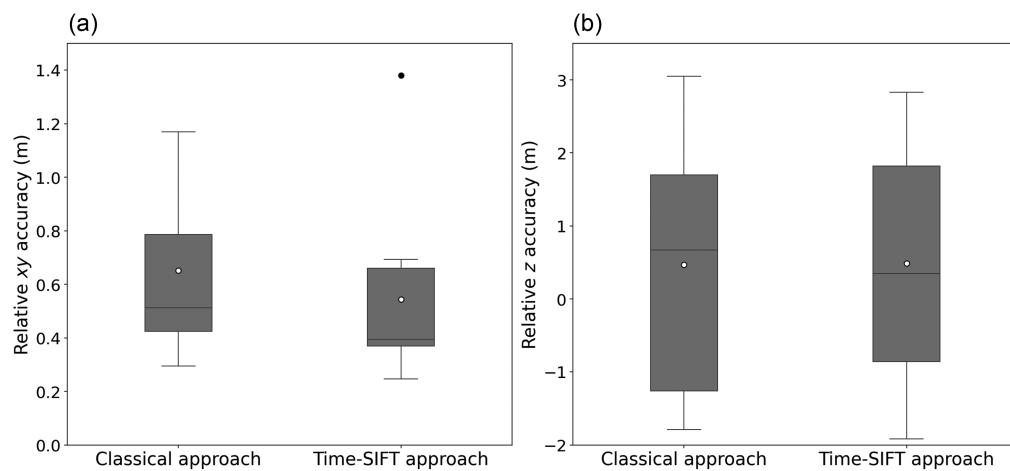 (a)
Relative xy accuracy (m)
1.4
1.2
1.0
0.8
0.6
0.4
0.2
0.0
Classical approach
Time-SIFT approach
(b)
Relative z accuracy (m)
3
2
1
0
−1
−2
Classical approach
Time-SIFT approach